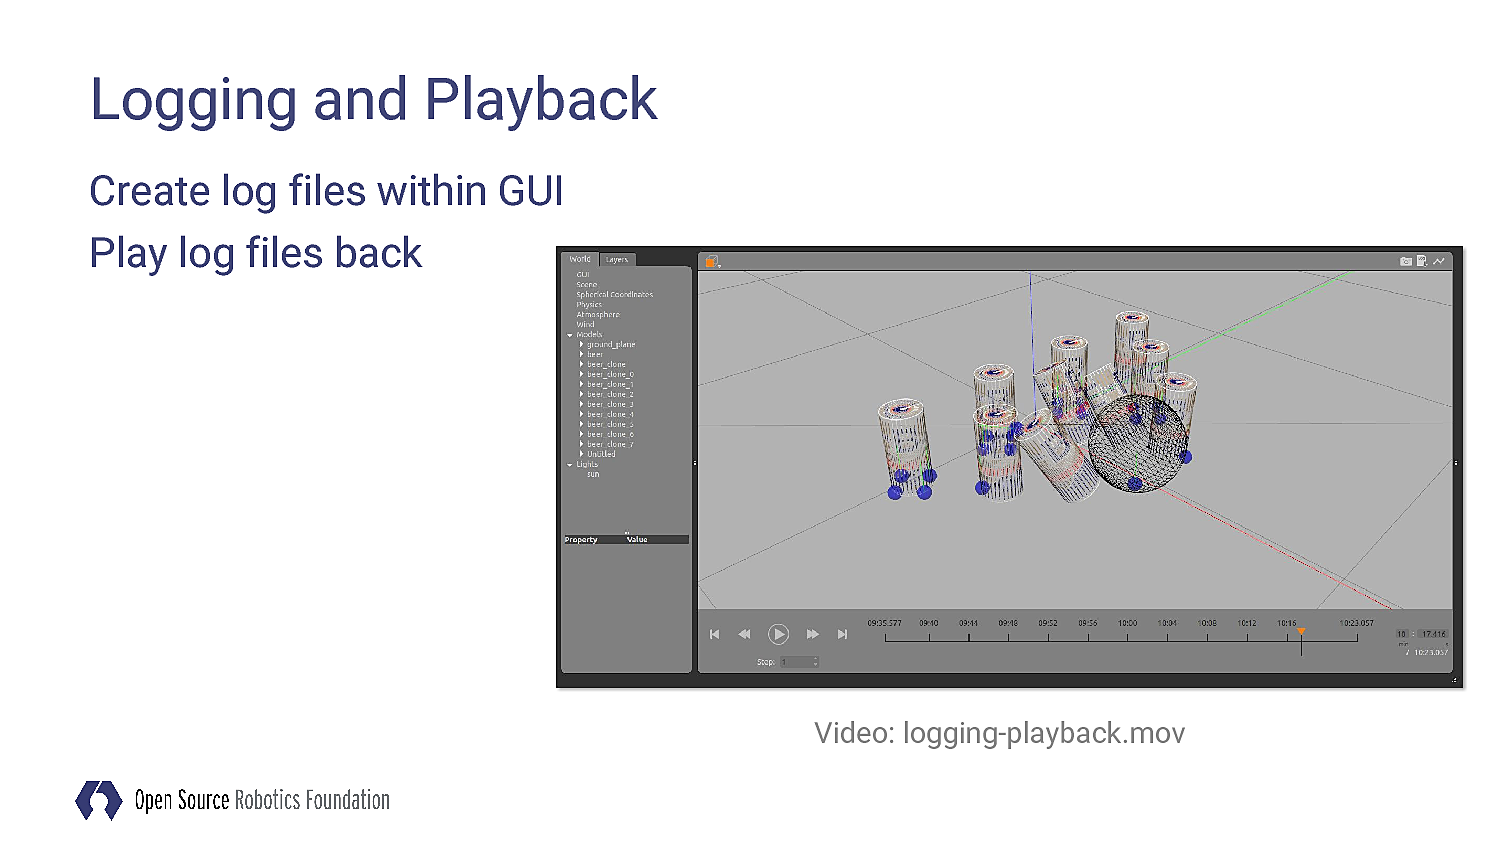 Logging and Playback
Create log files within GUI
Play log files back
World Layers
GUI
Scene
Spherical Coordinates
Physics
Atmosphere
Wind
Models
ground_plane
beer
beer_clone
beer_clone_0
beer_clone_1
beer_clone_2
beer_clone_3
beer_clone_4
beer_clone_5
beer_clone_6
beer_clone_7
Untitled
Lights
sun
Property Value
09:35.577 09:40 09:44 09:48 09:52 09:56 10:00 10:04 10:08 10:12 10:16 10:23.057
10 : 17.416
/ 10:23.057
Step: 1
Video: logging-playback.mov
Open Source Robotics Foundation